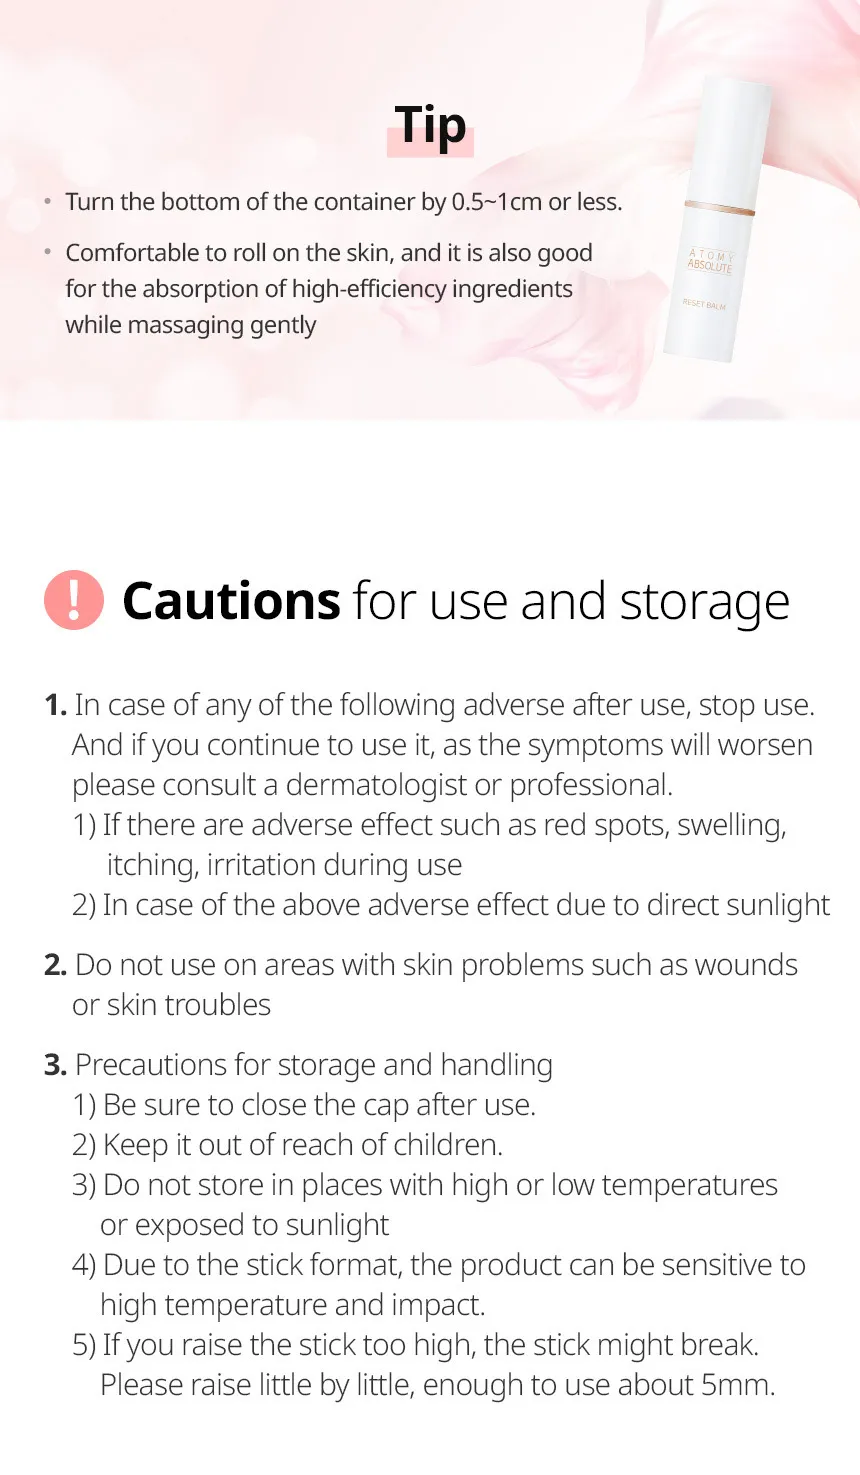 Tip
• Turn the bottom of the container by 0.5~1cm or less.
• Comfortable to roll on the skin, and it is also good
for the absorption of high-efficiency ingredients
while massaging gently
ATOMY
ABSOLUTE
RESET BALM
! Cautions for use and storage
1. In case of any of the following adverse after use, stop use.
And if you continue to use it, as the symptoms will worsen
please consult a dermatologist or professional.
1) If there are adverse effect such as red spots, swelling,
itching, irritation during use
2) In case of the above adverse effect due to direct sunlight
2. Do not use on areas with skin problems such as wounds
or skin troubles
3. Precautions for storage and handling
1) Be sure to close the cap after use.
2) Keep it out of reach of children.
3) Do not store in places with high or low temperatures
or exposed to sunlight
4) Due to the stick format, the product can be sensitive to
high temperature and impact.
5) If you raise the stick too high, the stick might break.
Please raise little by little, enough to use about 5mm.